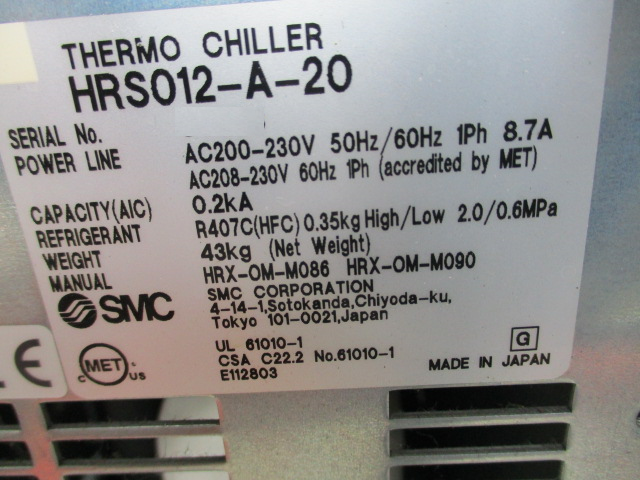 THERMO CHILLER
HRS012-A-20
SERIAL No.
POWER LINE AC200-230V 50Hz/60Hz 1Ph 8.7A
AC208-230V 60Hz 1Ph (accredited by MET)
CAPACITY(AIC) 0.2kA
REFRIGERANT R407C(HFC) 0.35kg High/Low 2.0/0.6MPa
WEIGHT 43kg (Net Weight)
MANUAL HRX-OM-M086 HRX-OM-M090
SMC
SMC CORPORATION
4-14-1,Sotokanda,Chiyoda-ku,
Tokyo 101-0021,Japan
CE
C MET US
UL 61010-1
CSA C22.2 No.61010-1
E112803
G
MADE IN JAPAN